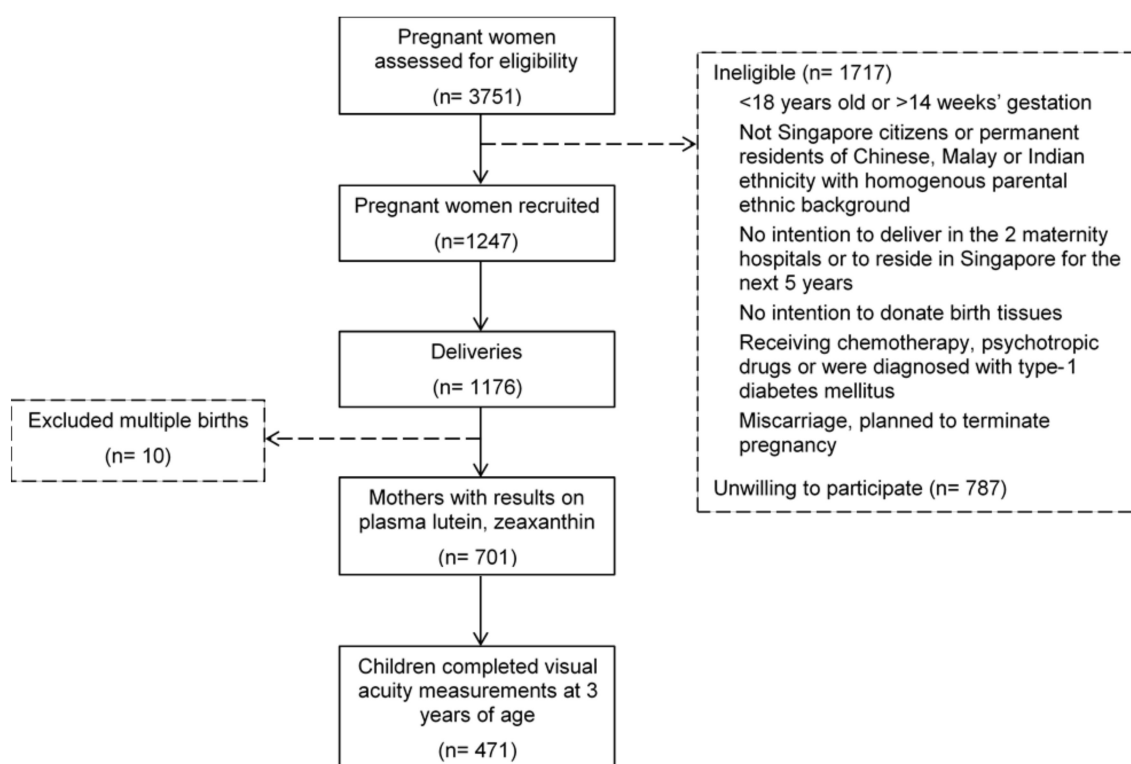 Pregnant women
assessed for eligibility
(n= 3751)
Ineligible (n= 1717)
<18 years old or >14 weeks’ gestation
Not Singapore citizens or permanent
residents of Chinese, Malay or Indian
ethnicity with homogenous parental
ethnic background
No intention to deliver in the 2 maternity
hospitals or to reside in Singapore for the
next 5 years
No intention to donate birth tissues
Receiving chemotherapy, psychotropic
drugs or were diagnosed with type-1
diabetes mellitus
Miscarriage, planned to terminate
pregnancy
Unwilling to participate (n= 787)
Pregnant women recruited
(n=1247)
Deliveries
(n= 1176)
Excluded multiple births
(n= 10)
Mothers with results on
plasma lutein, zeaxanthin
(n= 701)
Children completed visual
acuity measurements at 3
years of age
(n= 471)